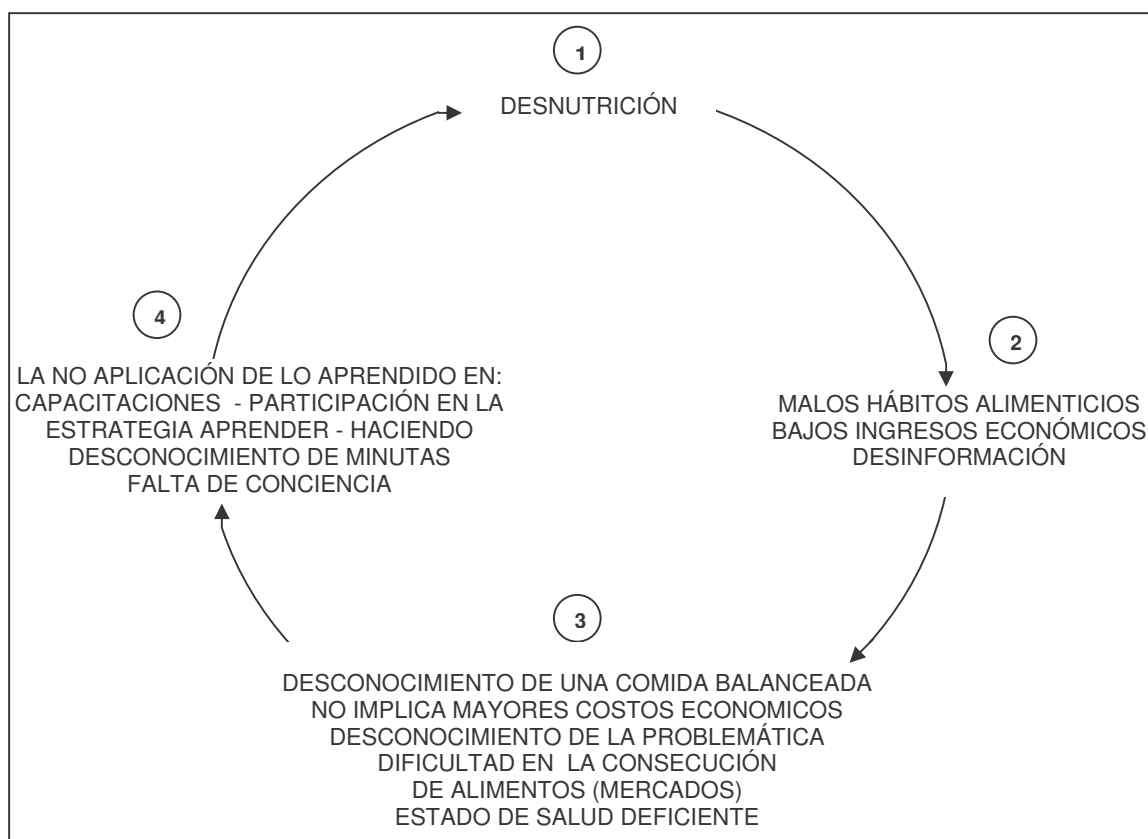 1
DESNUTRICIÓN
2
MALOS HÁBITOS ALIMENTICIOS
BAJOS INGRESOS ECONÓMICOS
DESINFORMACIÓN
3
DESCONOCIMIENTO DE UNA COMIDA BALANCEADA
NO IMPLICA MAYORES COSTOS ECONOMICOS
DESCONOCIMIENTO DE LA PROBLEMÁTICA
DIFICULTAD EN LA CONSECUCIÓN
DE ALIMENTOS (MERCADOS)
ESTADO DE SALUD DEFICIENTE
4
LA NO APLICACIÓN DE LO APRENDIDO EN:
CAPACITACIONES - PARTICIPACIÓN EN LA
ESTRATEGIA APRENDER - HACIENDO
DESCONOCIMIENTO DE MINUTAS
FALTA DE CONCIENCIA